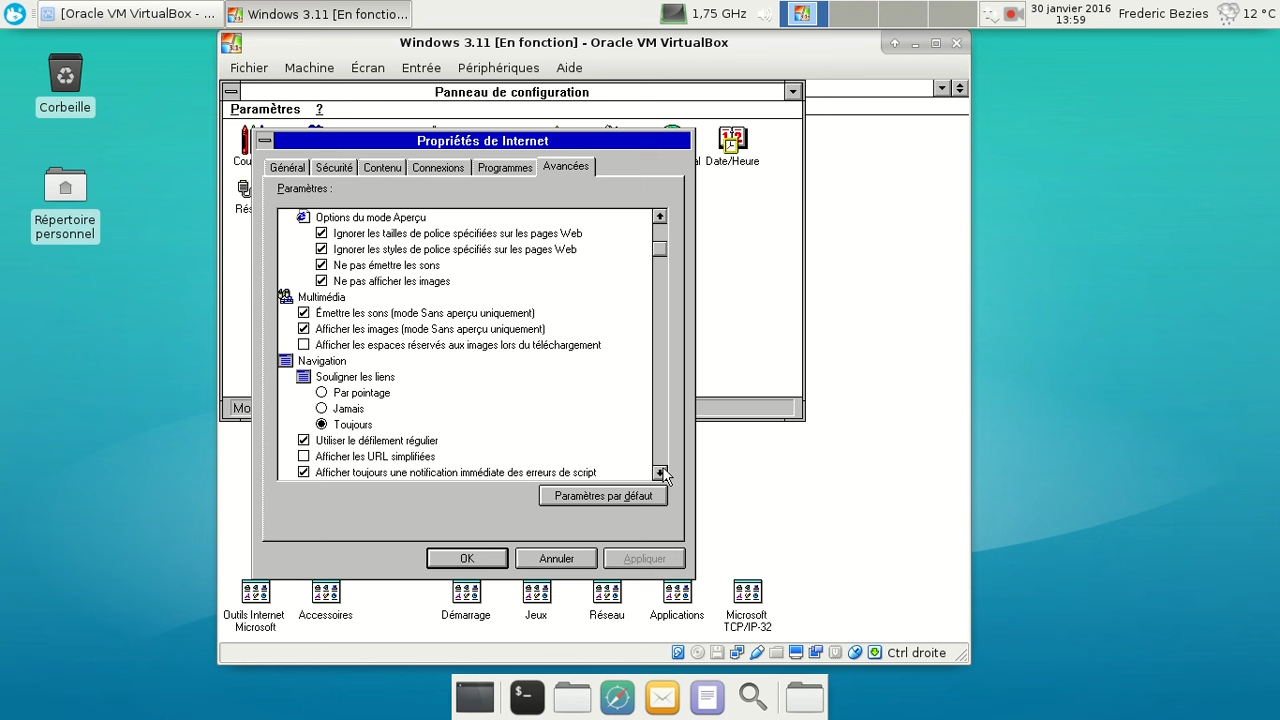 [Oracle VM VirtualBox - ...
Windows 3.11 [En fonctio...
1,75 GHz
30 janvier 2016
13:59
Frederic Bezies
12 °C
Corbeille
Répertoire
personnel
Windows 3.11 [En fonction] - Oracle VM VirtualBox
Fichier Machine Écran Entrée Périphériques Aide
Panneau de configuration
Paramètres ?
Cou
Date/Heure
Rés
Mo
Propriétés de Internet
Général Sécurité Contenu Connexions Programmes Avancées
Paramètres :
Options du mode Aperçu
Ignorer les tailles de police spécifiées sur les pages Web
Ignorer les styles de police spécifiés sur les pages Web
Ne pas émettre les sons
Ne pas afficher les images
Multimédia
Émettre les sons (mode Sans aperçu uniquement)
Afficher les images (mode Sans aperçu uniquement)
Afficher les espaces réservés aux images lors du téléchargement
Navigation
Souligner les liens
Par pointage
Jamais
Toujours
Utiliser le défilement régulier
Afficher les URL simplifiées
Afficher toujours une notification immédiate des erreurs de script
Paramètres par défaut
OK Annuler Appliquer
Outils Internet
Microsoft
Accessoires
Démarrage
Jeux
Réseau
Applications
Microsoft
TCP/IP-32
Ctrl droite